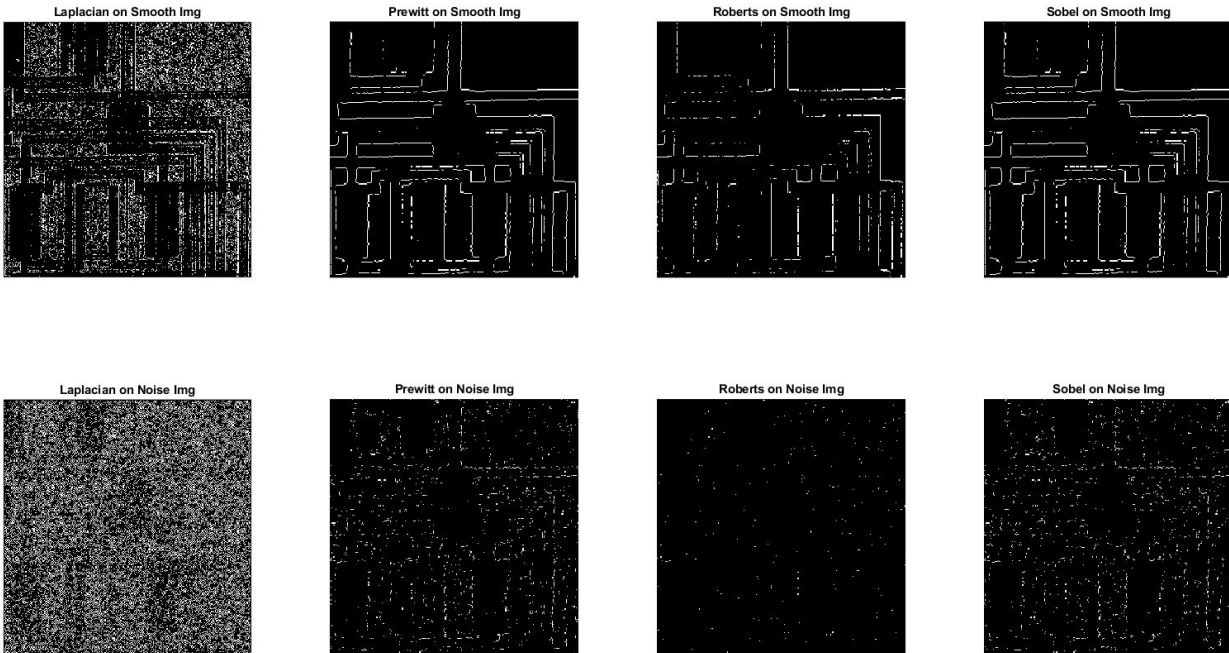 Laplacian on Smooth Img
Prewitt on Smooth Img
Roberts on Smooth Img
Sobel on Smooth Img
Laplacian on Noise Img
Prewitt on Noise Img
Roberts on Noise Img
Sobel on Noise Img